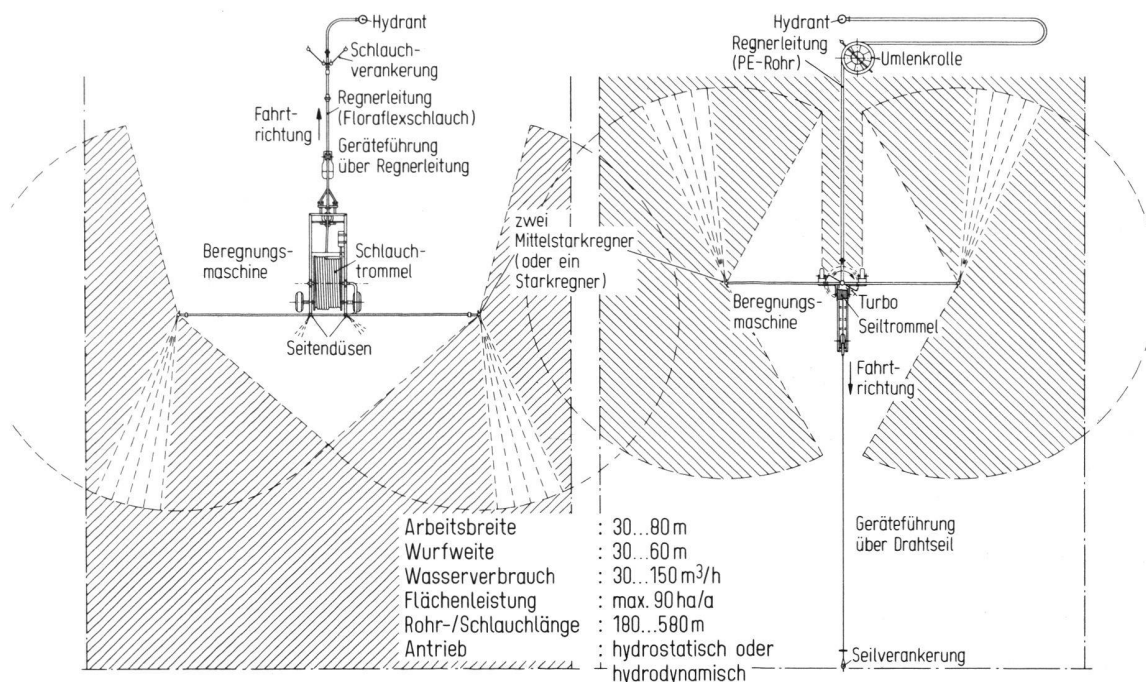 Hydrant
Schlauch-
verankerung
Regnerleitung
(Floraflexschlauch)
Fahrt-
richtung
Geräteführung
über Regnerleitung
Beregnungs-
maschine
Schlauch-
trommel
Seitendüsen
zwei
Mittelstarkregner
(oder ein
Starkregner)
Hydrant
Regnerleitung
(PE-Rohr)
Umlenkrolle
Beregnungs-
maschine
Turbo
Seiltrommel
Fahrt-
richtung
Geräteführung
über Drahtseil
Seilverankerung
Arbeitsbreite : 30...80 m
Wurfweite : 30...60 m
Wasserverbrauch : 30...150 m³/h
Flächenleistung : max. 90 ha/a
Rohr-/Schlauchlänge : 180...580 m
Antrieb : hydrostatisch oder
hydrodynamisch